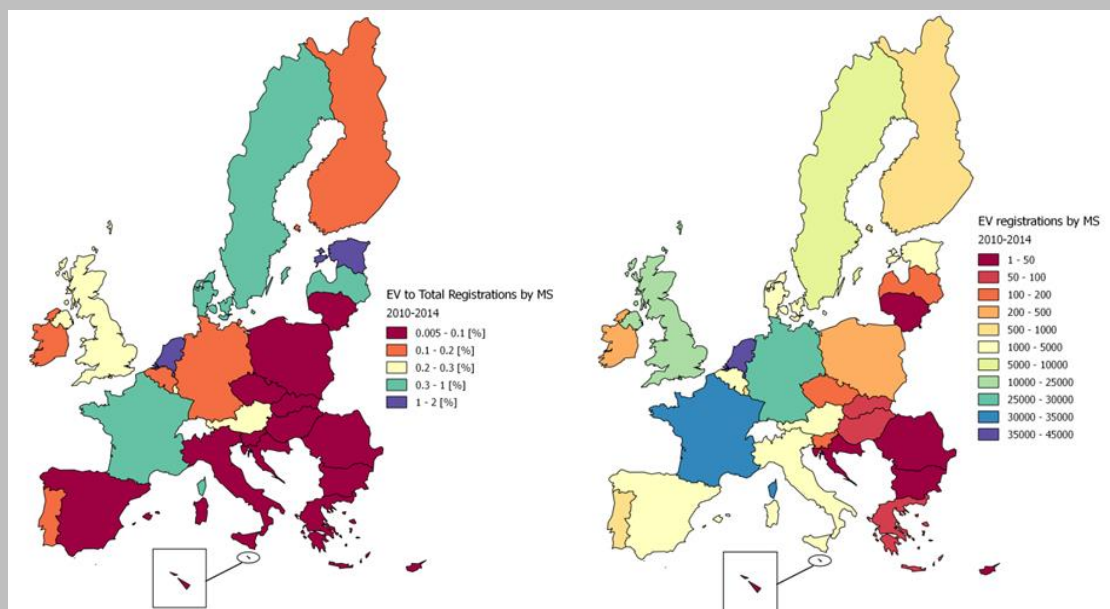 EV to Total Registrations by MS
2010-2014
0.005 - 0.1 [%]
0.1 - 0.2 [%]
0.2 - 0.3 [%]
0.3 - 1 [%]
1 - 2 [%]
EV registrations by MS
2010-2014
1 - 50
50 - 100
100 - 200
200 - 500
500 - 1000
1000 - 5000
5000 - 10000
10000 - 25000
25000 - 30000
30000 - 35000
35000 - 45000